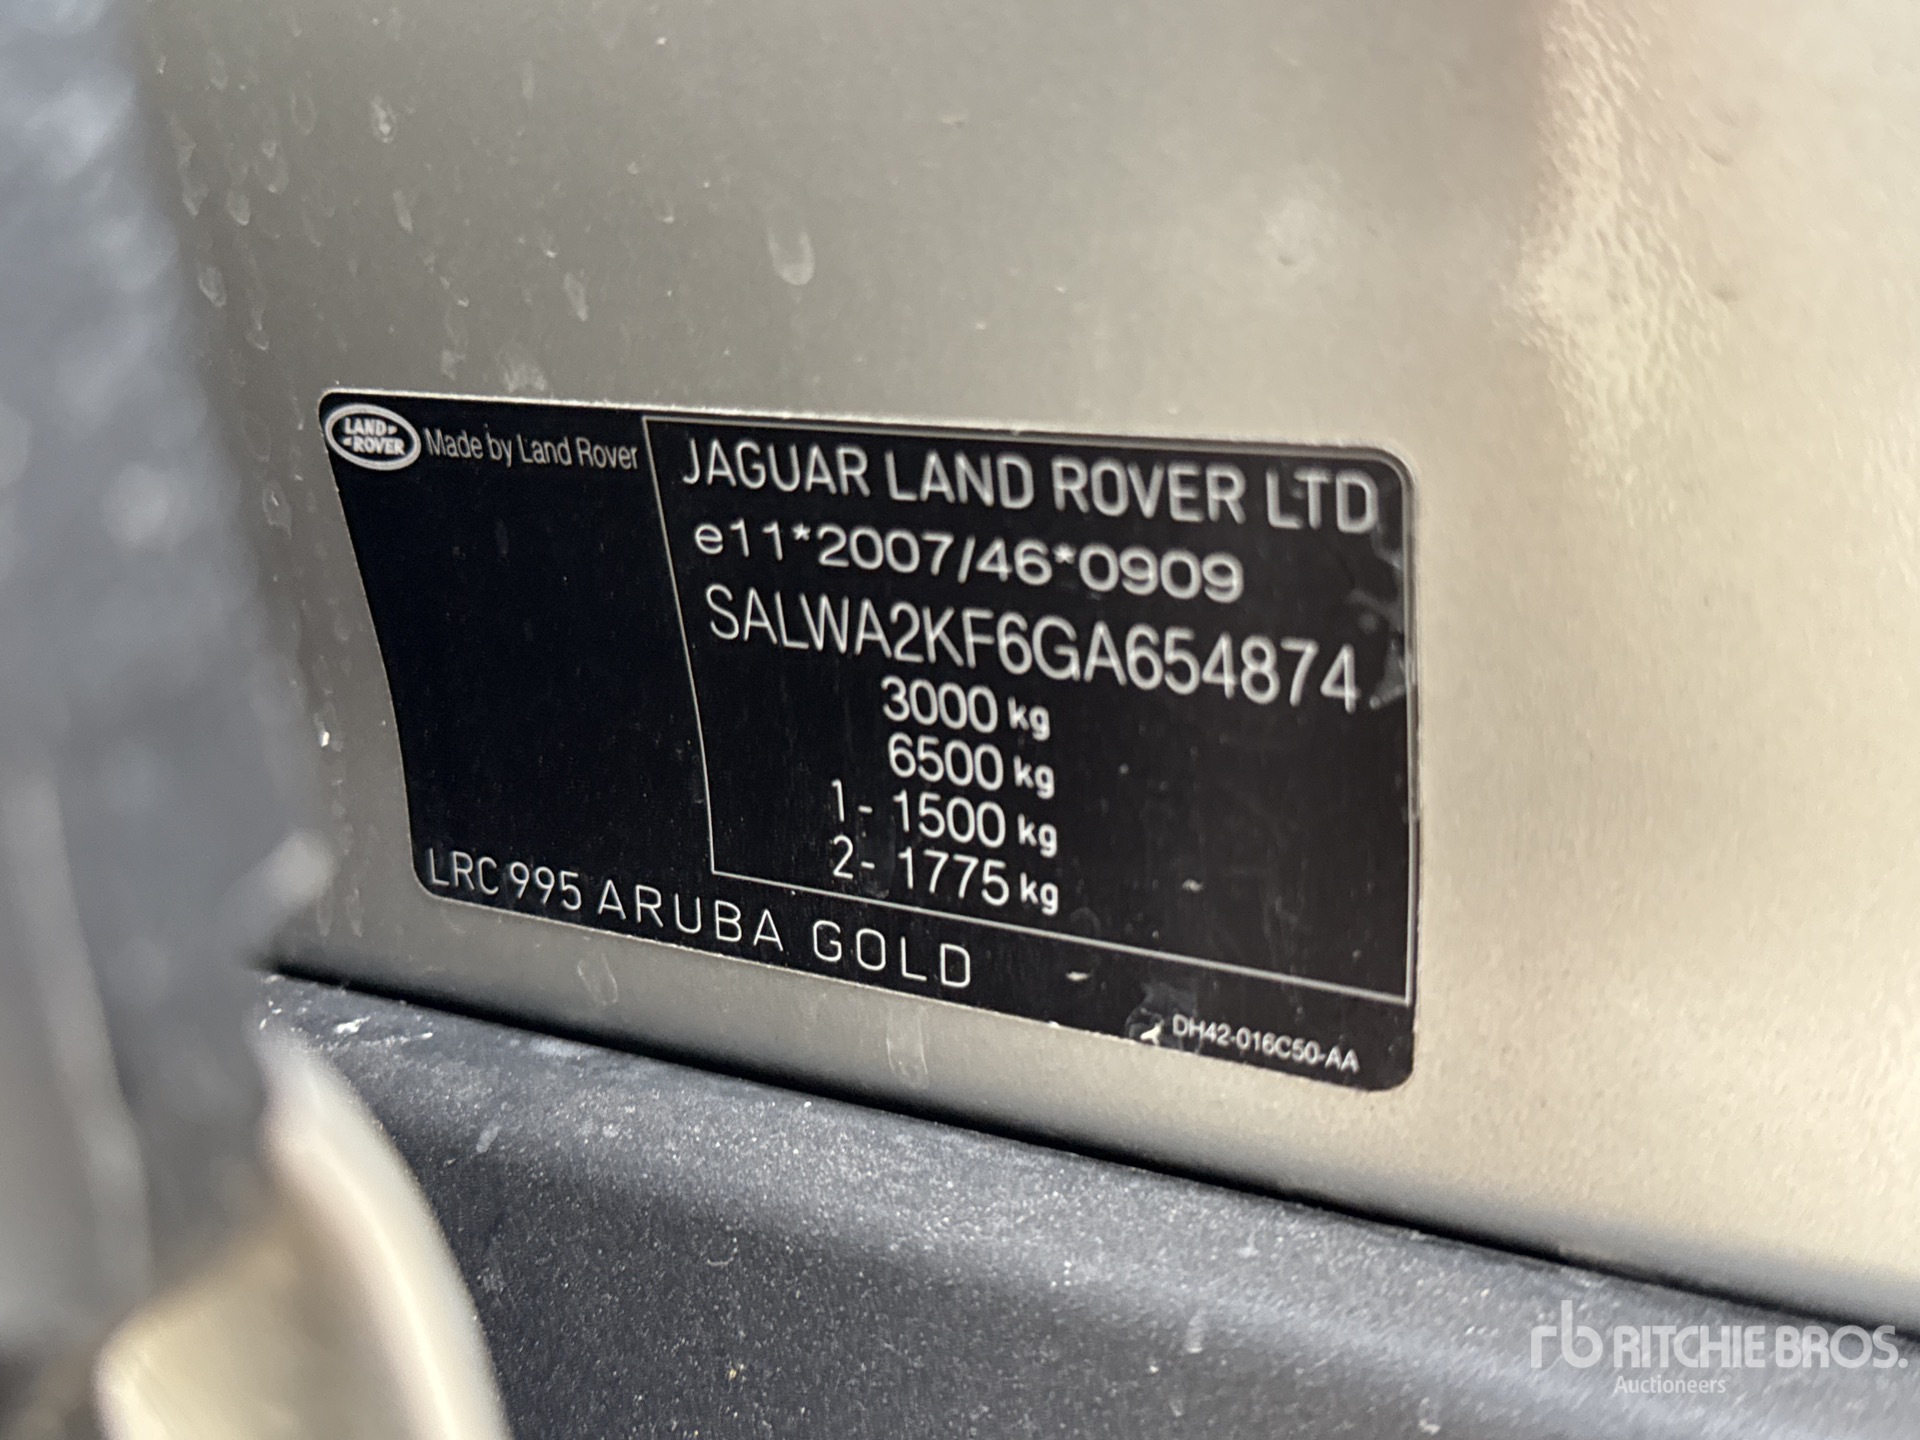 LAND ROVER
Made by Land Rover
JAGUAR LAND ROVER LTD
e11*2007/46*0909
SALWA2KF6GA654874
3000 kg
6500 kg
1- 1500 kg
2- 1775 kg
LRC 995 ARUBA GOLD
DH42-016C50-AA
rb RITCHIE BROS.
Auctioneers